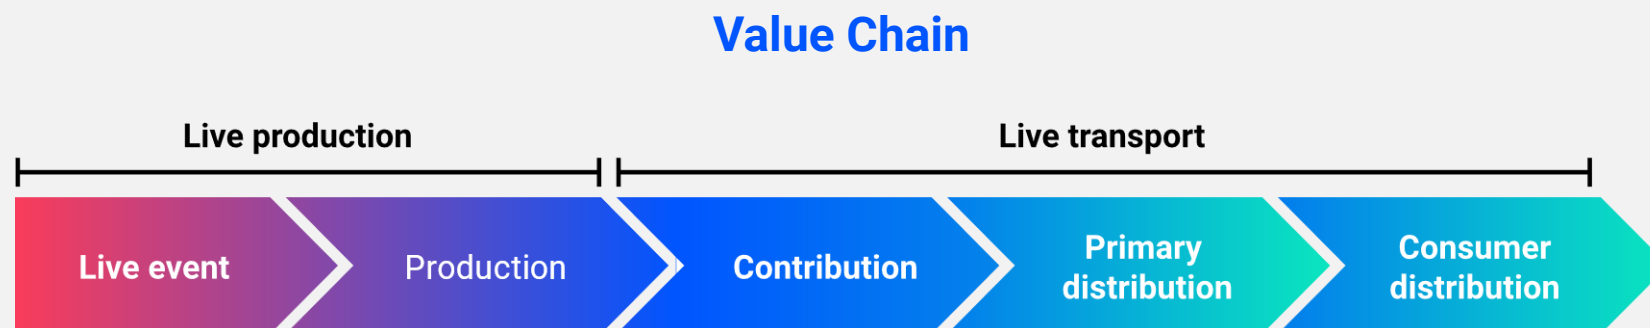 Value Chain
Live production
Live transport
Live event
Production
Contribution
Primary
distribution
Consumer
distribution